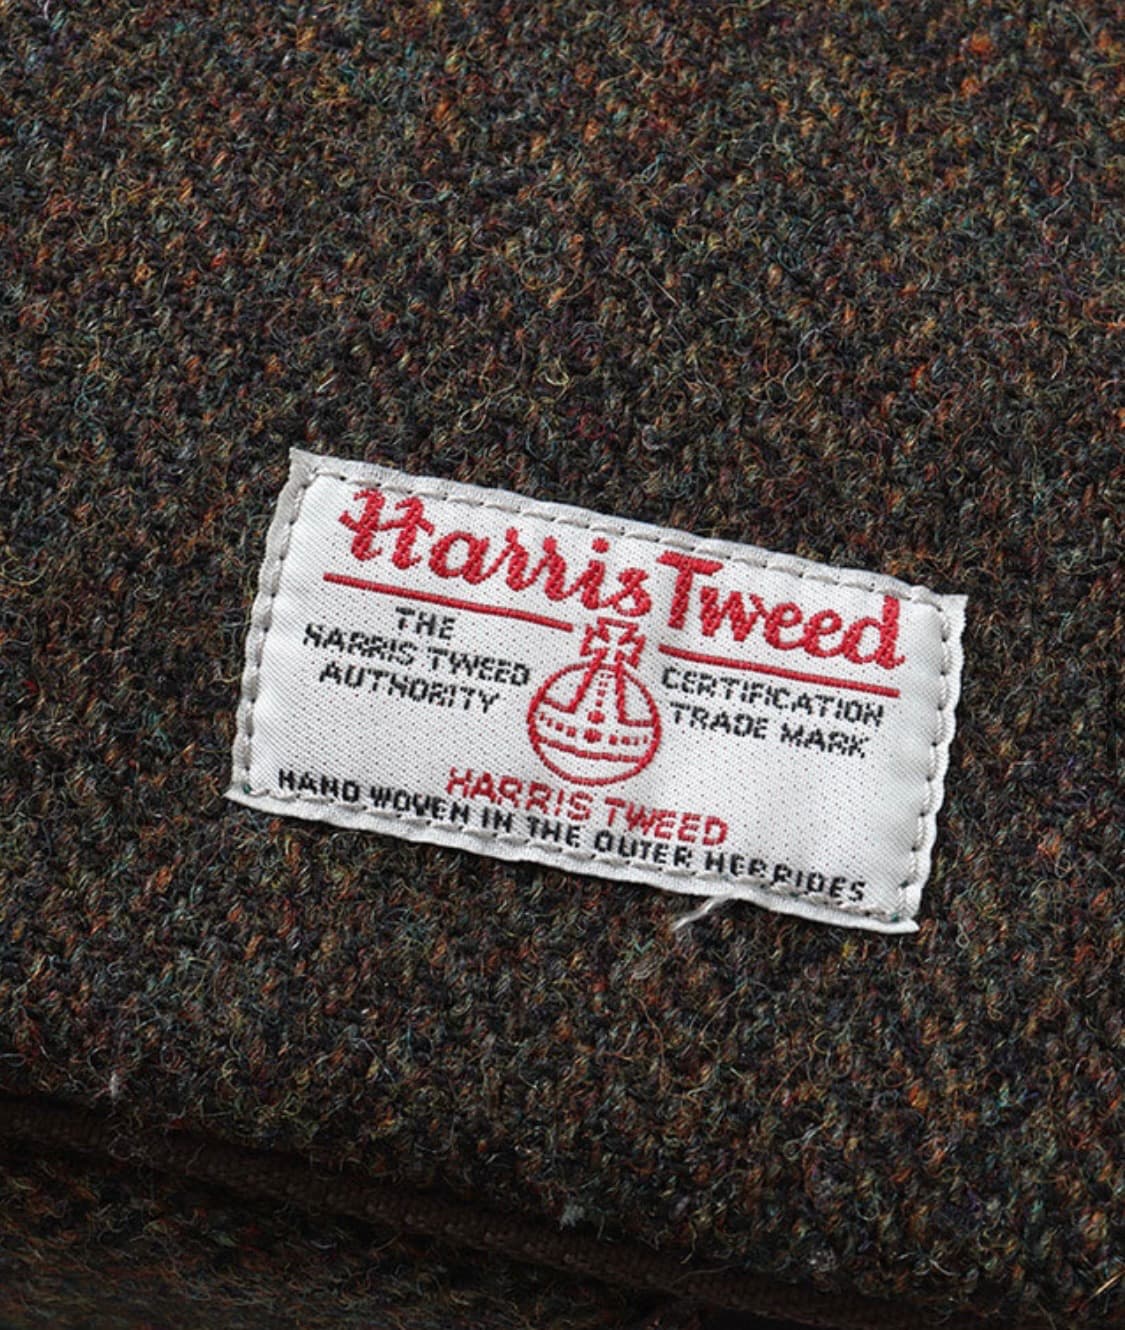 Harris Tweed
THE
HARRIS TWEED
AUTHORITY
CERTIFICATION
TRADE MARK
HARRIS TWEED
HAND WOVEN IN THE OUTER HEBRIDES